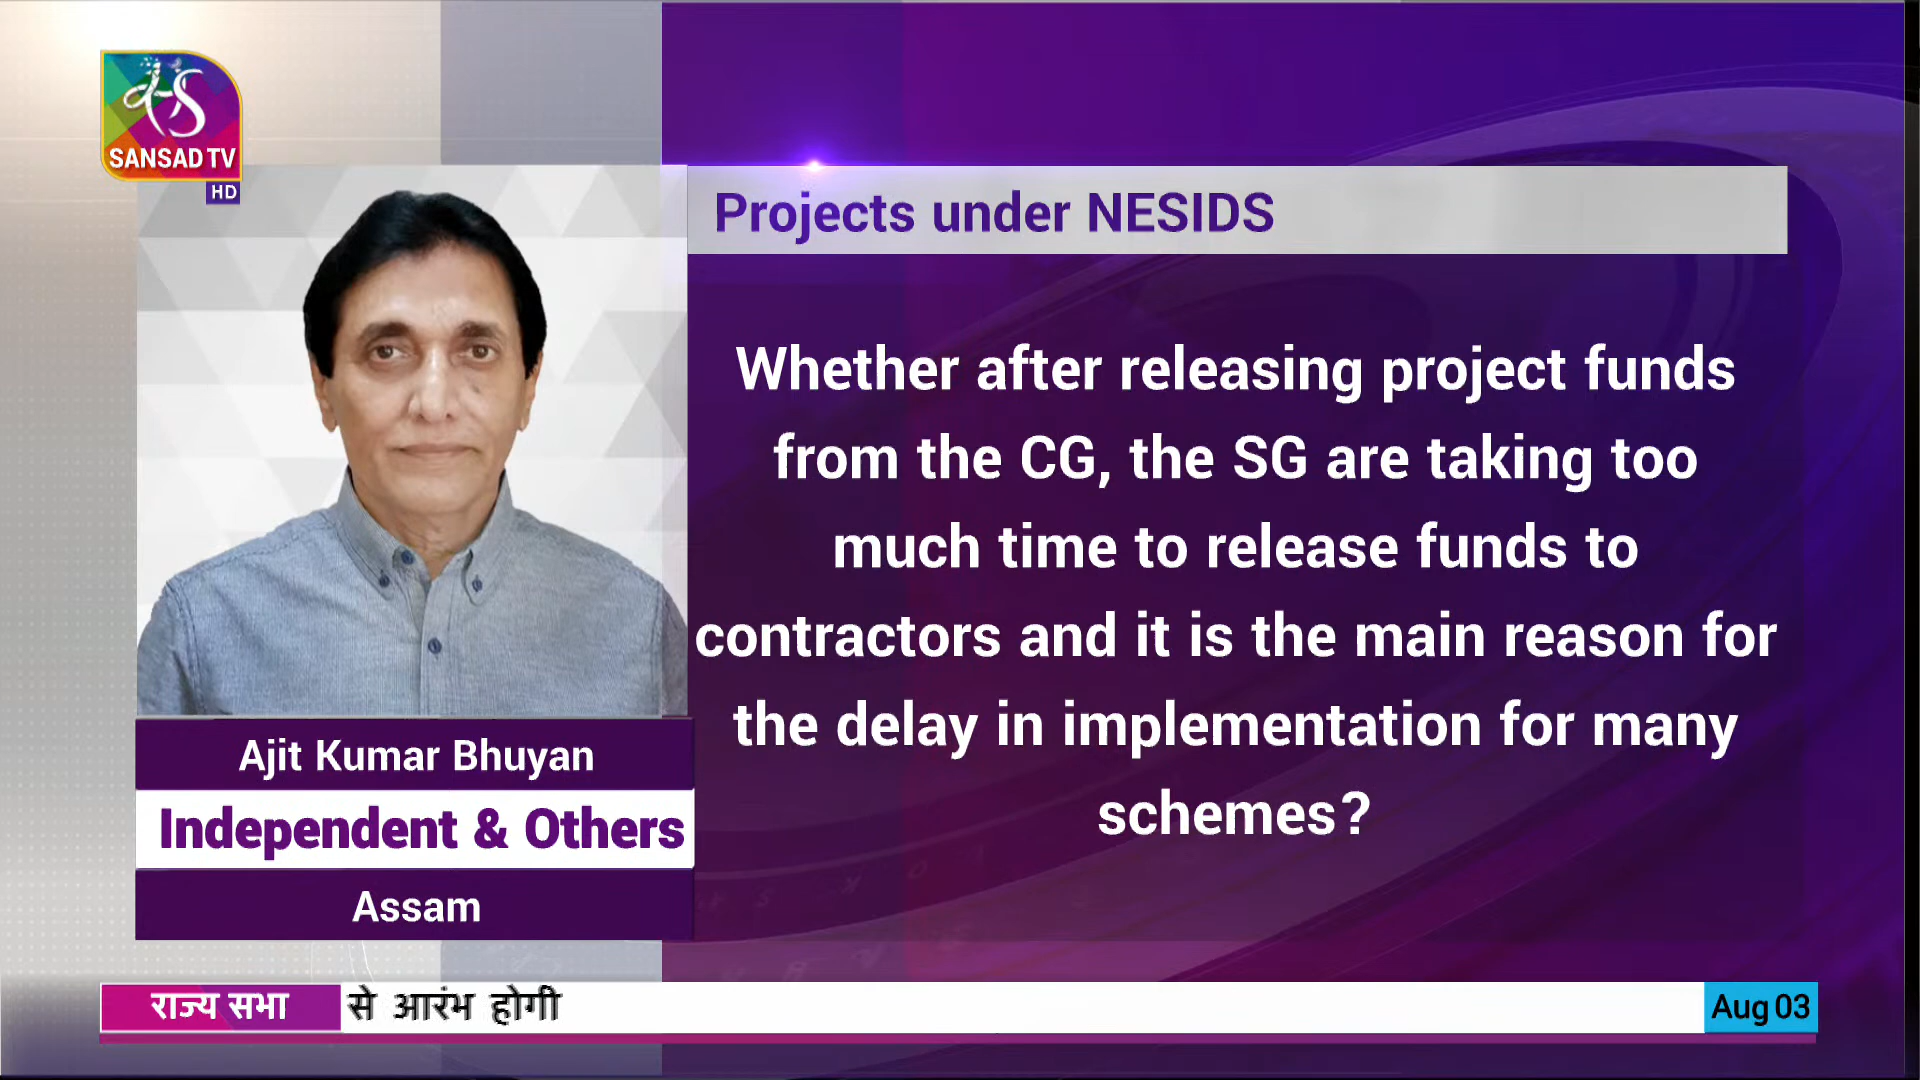 SANSAD TV
HD
Projects under NESIDS
Whether after releasing project funds
from the CG, the SG are taking too
much time to release funds to
contractors and it is the main reason for
the delay in implementation for many
schemes?
Ajit Kumar Bhuyan
Independent & Others
Assam
राज्य सभा से आरंभ होगी Aug 03